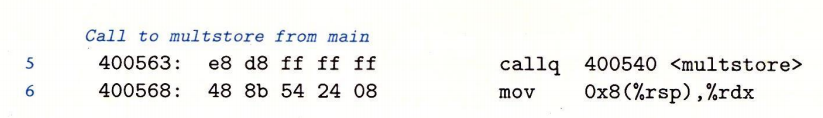 Call to multstore from main
5 400563: e8 d8 ff ff ff callq 400540 <multstore>
6 400568: 48 8b 54 24 08 mov 0x8(%rsp),%rdx